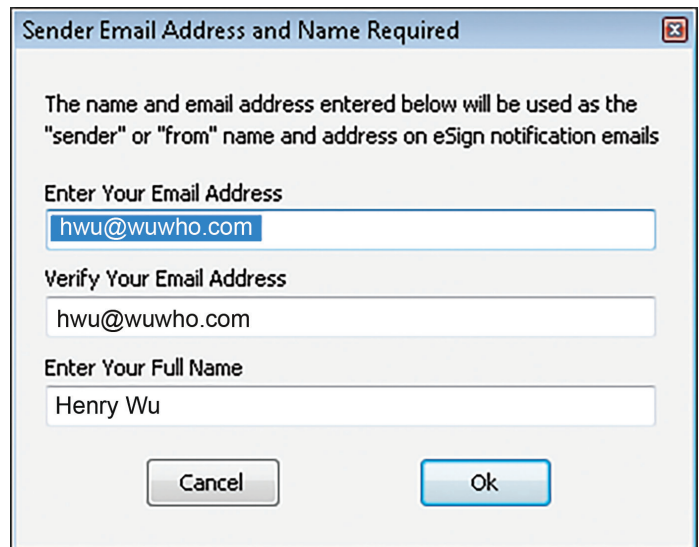 Sender Email Address and Name Required
The name and email address entered below will be used as the
"sender" or "from" name and address on eSign notification emails
Enter Your Email Address
hwu@wuwho.com
Verify Your Email Address
hwu@wuwho.com
Enter Your Full Name
Henry Wu
Cancel Ok